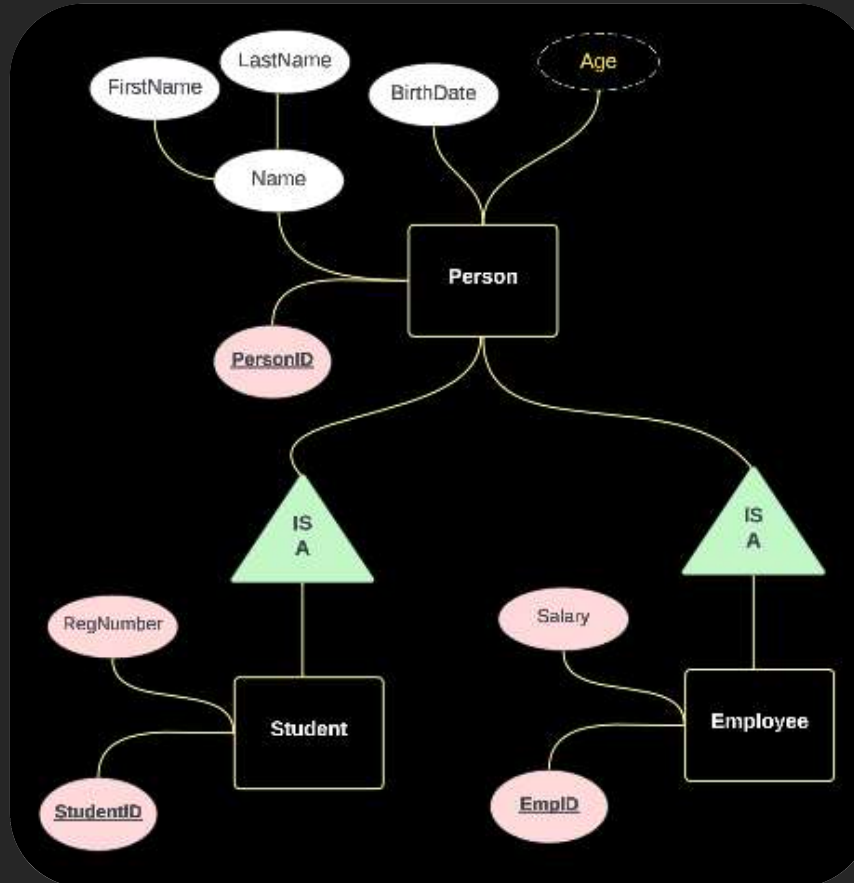 LastName
Age
FirstName
BirthDate
Name
Person
PersonID
IS
A
IS
A
RegNumber
Salary
Student
Employee
StudentID
EmpID